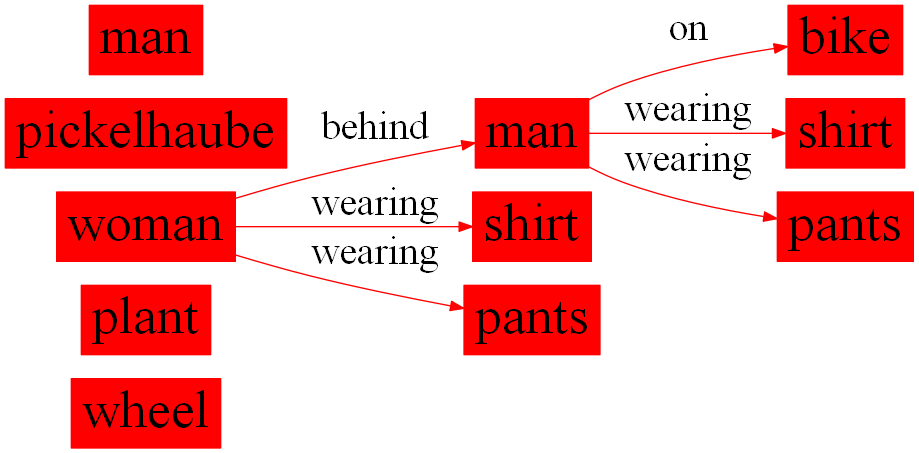 man
pickelhaube
woman
plant
wheel
behind
wearing
wearing
man
shirt
pants
on
wearing
wearing
bike
shirt
pants